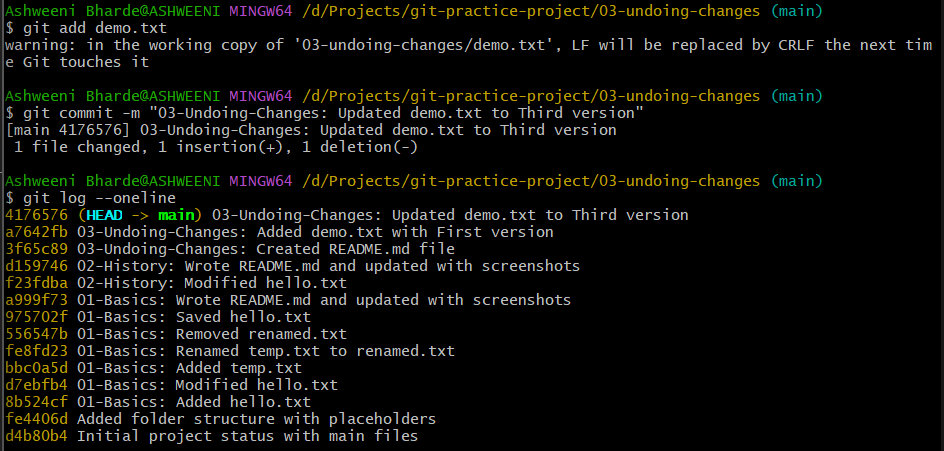 Ashweeni Bharde@ASHWEENI MINGW64 /d/Projects/git-practice-project/03-undoing-changes (main)
$ git add demo.txt
warning: in the working copy of '03-undoing-changes/demo.txt', LF will be replaced by CRLF the next tim
e Git touches it
Ashweeni Bharde@ASHWEENI MINGW64 /d/Projects/git-practice-project/03-undoing-changes (main)
$ git commit -m "03-Undoing-Changes: Updated demo.txt to Third version"
[main 4176576] 03-Undoing-Changes: Updated demo.txt to Third version
 1 file changed, 1 insertion(+), 1 deletion(-)
Ashweeni Bharde@ASHWEENI MINGW64 /d/Projects/git-practice-project/03-undoing-changes (main)
$ git log --oneline
4176576 (HEAD -> main) 03-Undoing-Changes: Updated demo.txt to Third version
a7642fb 03-Undoing-Changes: Added demo.txt with First version
3f65c89 03-Undoing-Changes: Created README.md file
d159746 02-History: Wrote README.md and updated with screenshots
f23fdba 02-History: Modified hello.txt
a999f73 01-Basics: Wrote README.md and updated with screenshots
975702f 01-Basics: Saved hello.txt
556547b 01-Basics: Removed renamed.txt
fe8fd23 01-Basics: Renamed temp.txt to renamed.txt
bbc0a5d 01-Basics: Added temp.txt
d7ebfb4 01-Basics: Modified hello.txt
8b524cf 01-Basics: Added hello.txt
fe4406d Added folder structure with placeholders
d4b80b4 Initial project status with main files